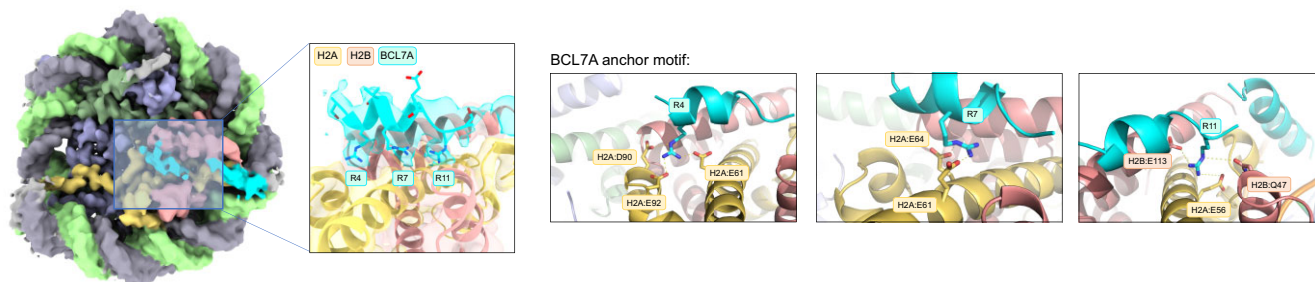 H2A H2B BCL7A
R4 R7 R11
BCL7A anchor motif:
R4
H2A:D90
H2A:E61
H2A:E92
R7
H2A:E64
H2A:E61
R11
H2B:E113
H2B:Q47
H2A:E56